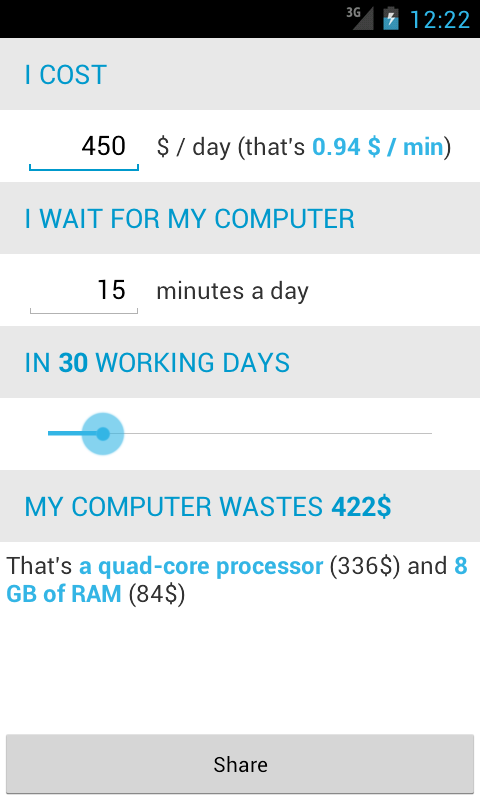 3G 12:22
I COST
450 $ / day (that's 0.94 $ / min)
I WAIT FOR MY COMPUTER
15 minutes a day
IN 30 WORKING DAYS
MY COMPUTER WASTES 422$
That's a quad-core processor (336$) and 8
GB of RAM (84$)
Share